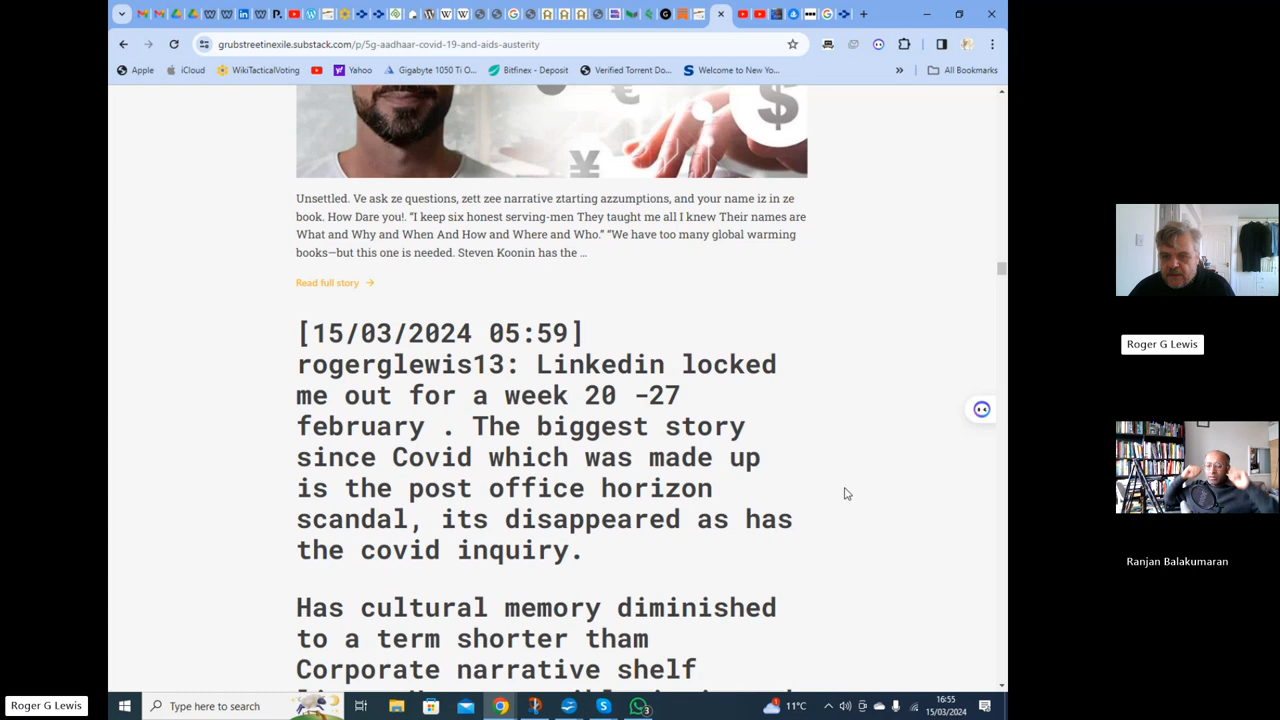 grubstreetinexile.substack.com/p/5g-aadhaar-covid-19-and-aids-austerity
Apple
iCloud
WikiTacticalVoting
Yahoo
Gigabyte 1050 Ti O...
Bitfinex - Deposit
Verified Torrent Do...
Welcome to New Yo...
»
All Bookmarks
€
$
¥
Unsettled. Ve ask ze questions, zett zee narrative ztarting azzumptions, and your name iz in ze
book. How Dare you!. “I keep six honest serving-men They taught me all I knew Their names are
What and Why and When And How and Where and Who.” “We have too many global warming
books—but this one is needed. Steven Koonin has the ...
Read full story →
[15/03/2024 05:59]
rogerglewis13: Linkedin locked
me out for a week 20 -27
february . The biggest story
since Covid which was made up
is the post office horizon
scandal, its disappeared as has
the covid inquiry.
Has cultural memory diminished
to a term shorter tham
Corporate narrative shelf
Roger G Lewis
Ranjan Balakumaran
Roger G Lewis
Type here to search
3
11°C
16:55
15/03/2024